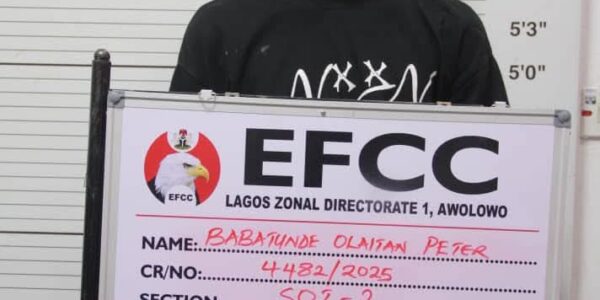 5'3"
5'0"
EFCC
EFCC
LAGOS ZONAL DIRECTORATE 1, AWOLOWO
NAME: BABATUNDE OLAITAN PETER
CR/NO: 4482/2025
SECTION